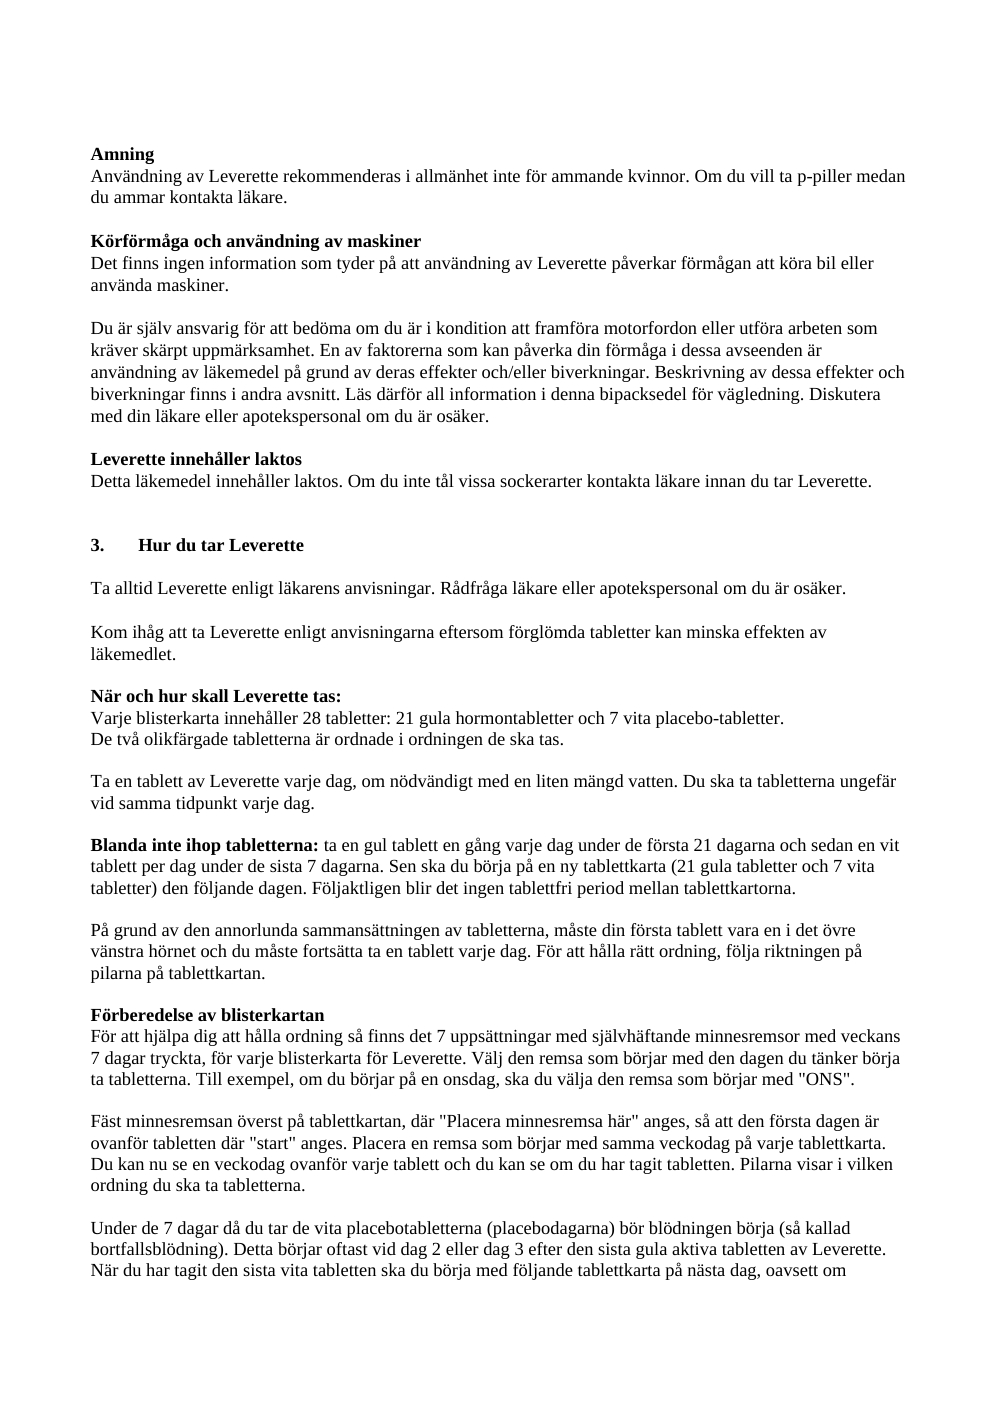 Amning
Användning av Leverette rekommenderas i allmänhet inte för ammande kvinnor. Om du vill ta p-piller medan
du ammar kontakta läkare.
Körförmåga och användning av maskiner
Det finns ingen information som tyder på att användning av Leverette påverkar förmågan att köra bil eller
använda maskiner.
Du är själv ansvarig för att bedöma om du är i kondition att framföra motorfordon eller utföra arbeten som
kräver skärpt uppmärksamhet. En av faktorerna som kan påverka din förmåga i dessa avseenden är
användning av läkemedel på grund av deras effekter och/eller biverkningar. Beskrivning av dessa effekter och
biverkningar finns i andra avsnitt. Läs därför all information i denna bipacksedel för vägledning. Diskutera
med din läkare eller apotekspersonal om du är osäker.
Leverette innehåller laktos
Detta läkemedel innehåller laktos. Om du inte tål vissa sockerarter kontakta läkare innan du tar Leverette.
3. Hur du tar Leverette
Ta alltid Leverette enligt läkarens anvisningar. Rådfråga läkare eller apotekspersonal om du är osäker.
Kom ihåg att ta Leverette enligt anvisningarna eftersom förglömda tabletter kan minska effekten av
läkemedlet.
När och hur skall Leverette tas:
Varje blisterkarta innehåller 28 tabletter: 21 gula hormontabletter och 7 vita placebo-tabletter.
De två olikfärgade tabletterna är ordnade i ordningen de ska tas.
Ta en tablett av Leverette varje dag, om nödvändigt med en liten mängd vatten. Du ska ta tabletterna ungefär
vid samma tidpunkt varje dag.
Blanda inte ihop tabletterna: ta en gul tablett en gång varje dag under de första 21 dagarna och sedan en vit
tablett per dag under de sista 7 dagarna. Sen ska du börja på en ny tablettkarta (21 gula tabletter och 7 vita
tabletter) den följande dagen. Följaktligen blir det ingen tablettfri period mellan tablettkartorna.
På grund av den annorlunda sammansättningen av tabletterna, måste din första tablett vara en i det övre
vänstra hörnet och du måste fortsätta ta en tablett varje dag. För att hålla rätt ordning, följa riktningen på
pilarna på tablettkartan.
Förberedelse av blisterkartan
För att hjälpa dig att hålla ordning så finns det 7 uppsättningar med självhäftande minnesremsor med veckans
7 dagar tryckta, för varje blisterkarta för Leverette. Välj den remsa som börjar med den dagen du tänker börja
ta tabletterna. Till exempel, om du börjar på en onsdag, ska du välja den remsa som börjar med "ONS".
Fäst minnesremsan överst på tablettkartan, där "Placera minnesremsa här" anges, så att den första dagen är
ovanför tabletten där "start" anges. Placera en remsa som börjar med samma veckodag på varje tablettkarta.
Du kan nu se en veckodag ovanför varje tablett och du kan se om du har tagit tabletten. Pilarna visar i vilken
ordning du ska ta tabletterna.
Under de 7 dagar då du tar de vita placebotabletterna (placebodagarna) bör blödningen börja (så kallad
bortfallsblödning). Detta börjar oftast vid dag 2 eller dag 3 efter den sista gula aktiva tabletten av Leverette.
När du har tagit den sista vita tabletten ska du börja med följande tablettkarta på nästa dag, oavsett om